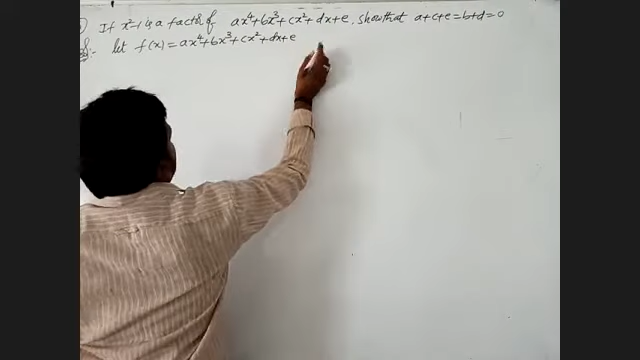 If x²-1 is a factor of ax⁴+bx³+cx²+dx+e, show that a+c+e=b+d=0
let f(x)=ax⁴+bx³+cx²+dx+e